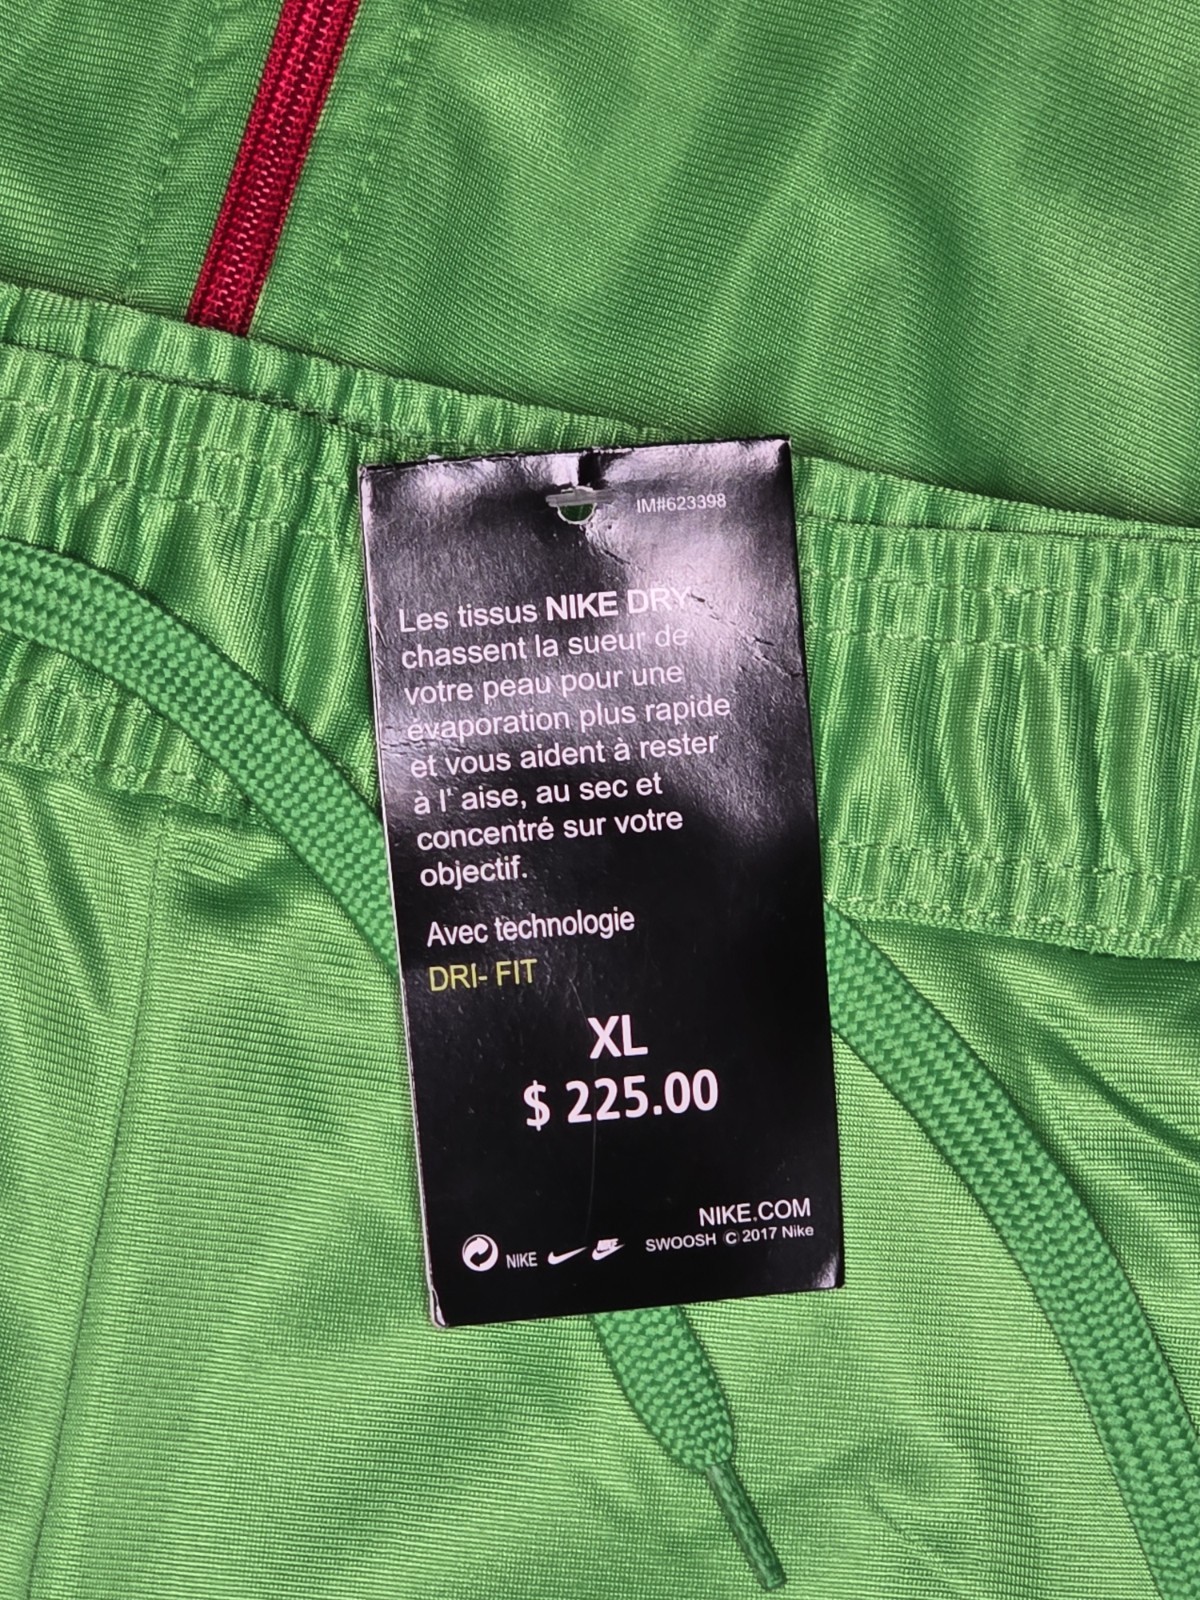 IM#623398
Les tissus NIKE DRY
chassent la sueur de
votre peau pour une
évaporation plus rapide
et vous aident à rester
à l' aise, au sec et
concentré sur votre
objectif.
Avec technologie
DRI- FIT
XL
$ 225.00
NIKE.COM
NIKE
SWOOSH © 2017 Nike